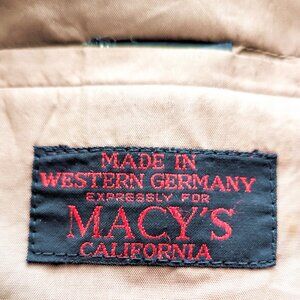 MADE IN
WESTERN GERMANY
EXPRESSLY FOR
MACY'S
CALIFORNIA